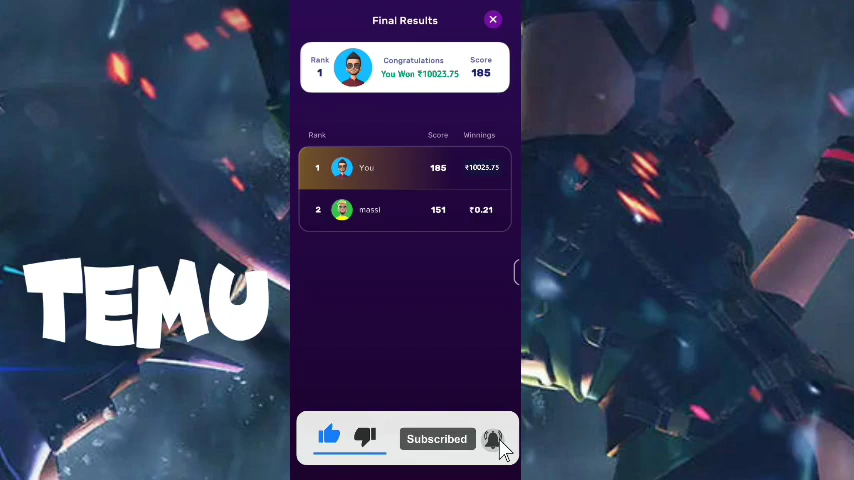 Final Results
Rank Congratulations Score
1 You Won ₹10023.75 185
Rank Score Winnings
1 You 185 ₹10023.75
2 massi 151 ₹0.21
TEMU
Subscribed